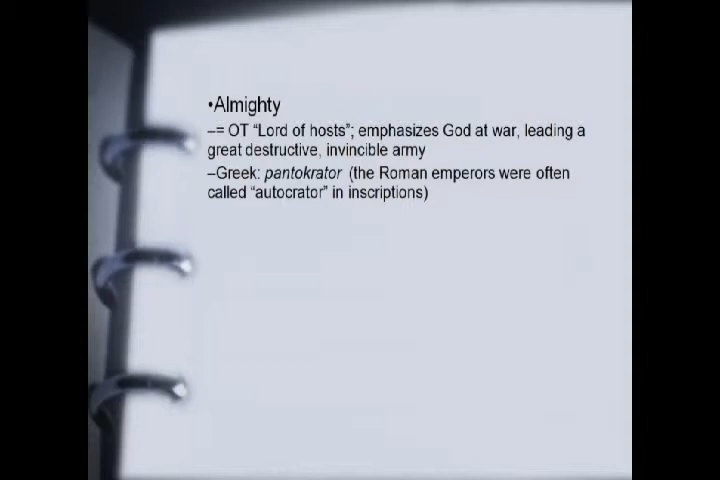 •Almighty
–= OT “Lord of hosts”; emphasizes God at war, leading a
great destructive, invincible army
–Greek: pantokrator (the Roman emperors were often
called “autocrator” in inscriptions)